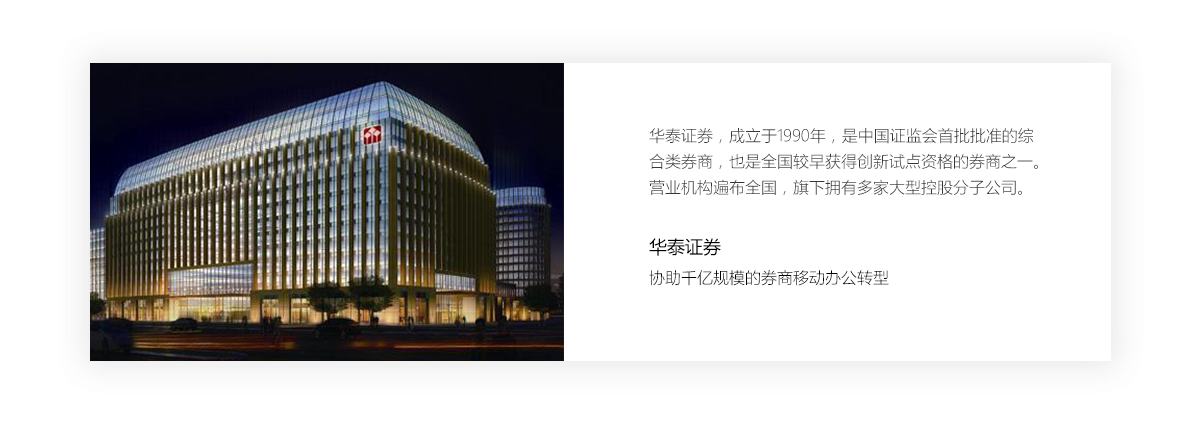 华泰证券，成立于1990年，是中国证监会首批批准的综
合类券商，也是全国较早获得创新试点资格的券商之一。
营业机构遍布全国，旗下拥有多家大型控股分子公司。
华泰证券
协助千亿规模的券商移动办公转型